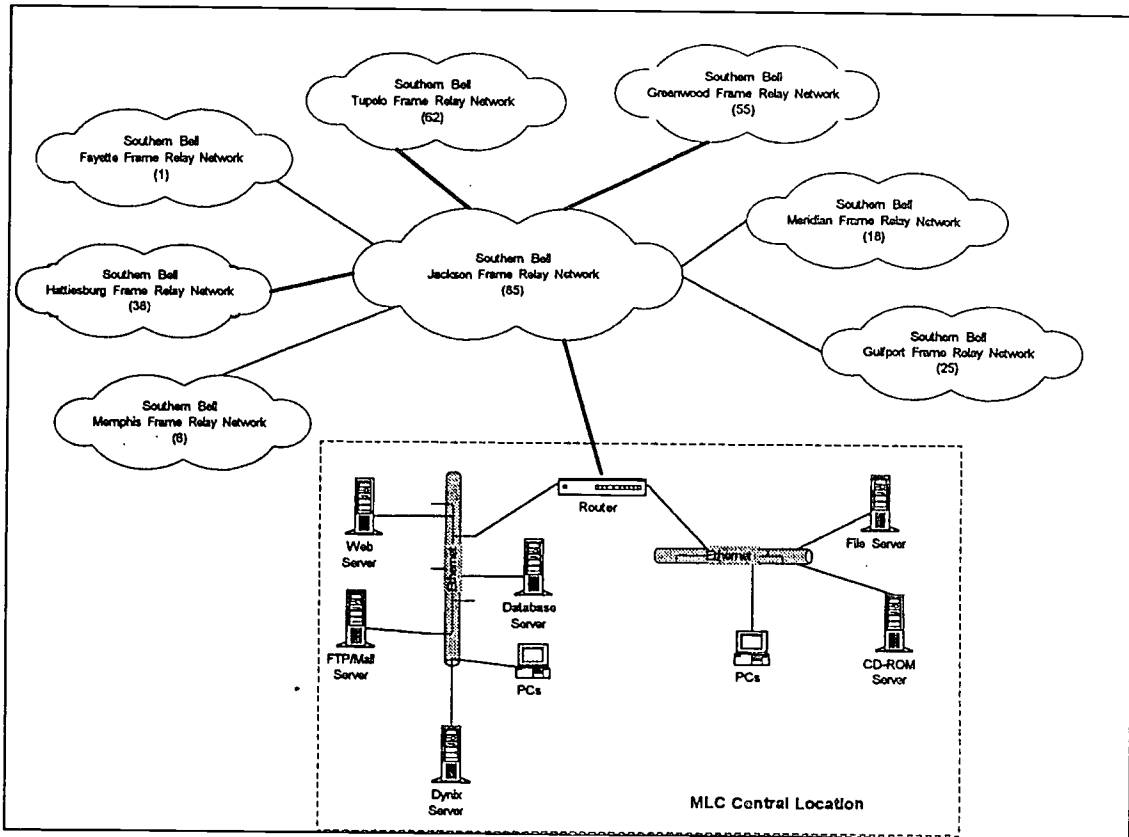 Southern Bell
Tupelo Frame Relay Network
(62)
Southern Bell
Greenwood Frame Relay Network
(55)
Southern Bell
Fayette Frame Relay Network
(1)
Southern Bell
Meridian Frame Relay Network
(18)
Southern Bell
Jackson Frame Relay Network
(85)
Southern Bell
Hattiesburg Frame Relay Network
(38)
Southern Bell
Gulfport Frame Relay Network
(25)
Southern Bell
Memphis Frame Relay Network
(6)
Router
Web
Server
Ethernet
Database
Server
FTP/Mail
Server
PCs
Dynix
Server
Ethernet
File Server
PCs
CD-ROM
Server
MLC Central Location